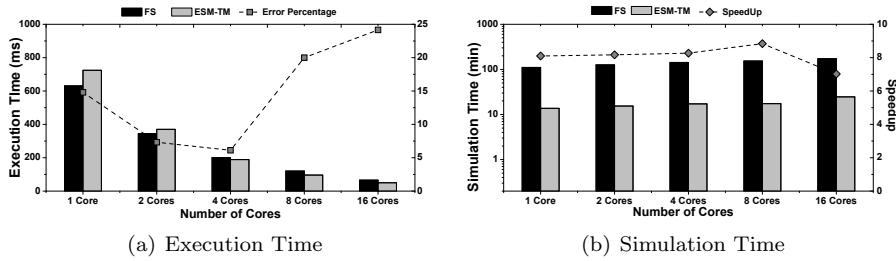 FS ESM-TM Error Percentage
Execution Time (ms)
1000
800
600
400
200
0
25
20
15
10
5
0
1 Core 2 Cores 4 Cores 8 Cores 16 Cores
Number of Cores
(a) Execution Time
FS ESM-TM SpeedUp
Simulation Time (min)
1000
100
10
1
10
8
6
4
2
0
Speedup
1 Core 2 Cores 4 Cores 8 Cores 16 Cores
Number of Cores
(b) Simulation Time